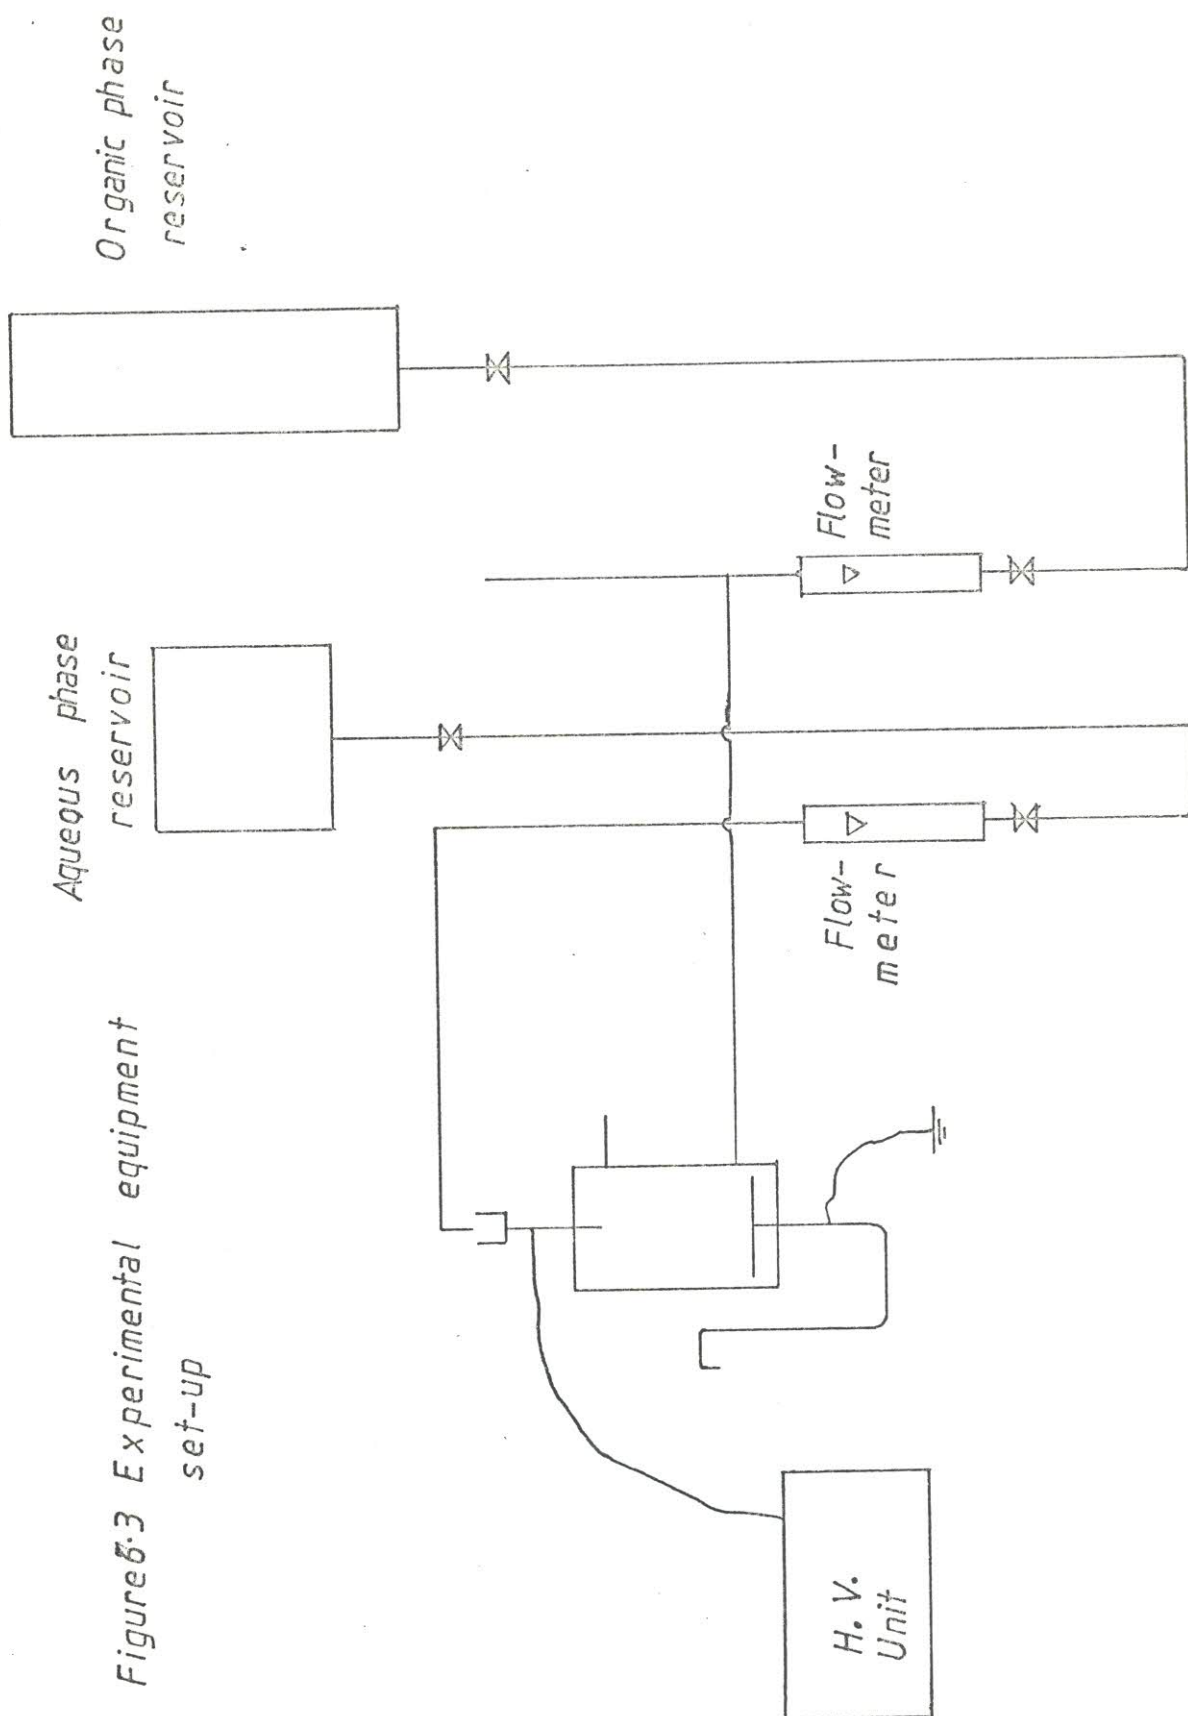 Figure 6.3 Experimental equipment
set-up
Aqueous phase
reservoir
Organic phase
reservoir
Flow-
meter
Flow-
meter
H. V.
Unit